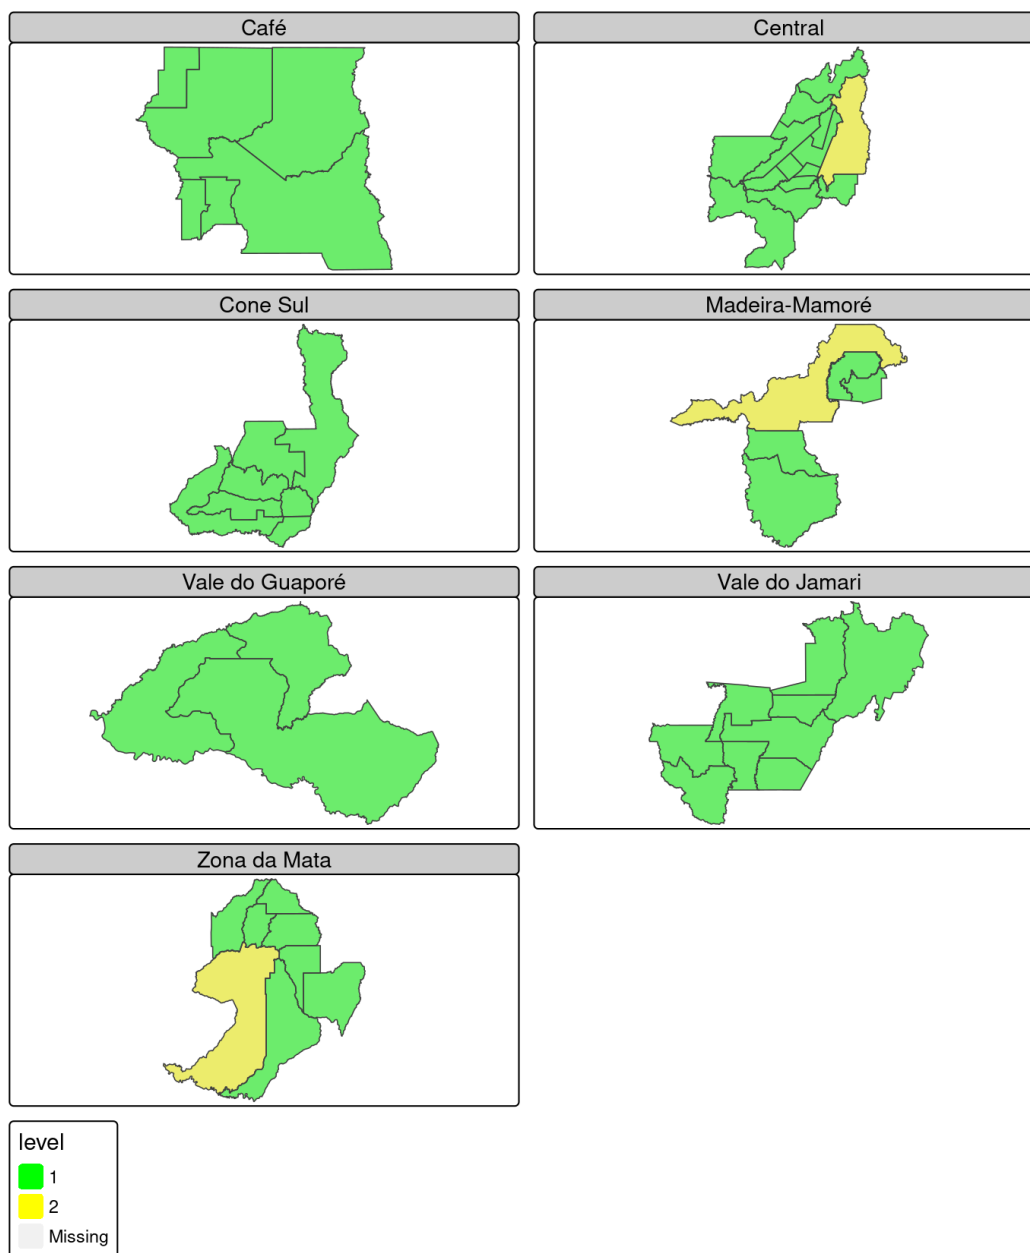 Café
Central
Cone Sul
Madeira-Mamoré
Vale do Guaporé
Vale do Jamari
Zona da Mata
level
1
2
Missing